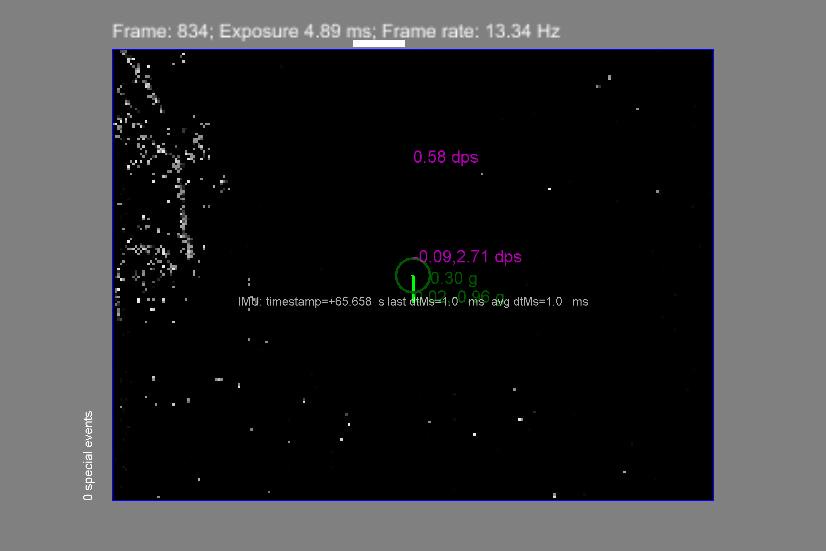 Frame: 834; Exposure 4.89 ms; Frame rate: 13.34 Hz
0.58 dps
-0.09,2.71 dps
0.30 g
0.96 g
IMU: timestamp=+65.658 s last dtMs=1.0 ms avg dtMs=1.0 ms
0 special events